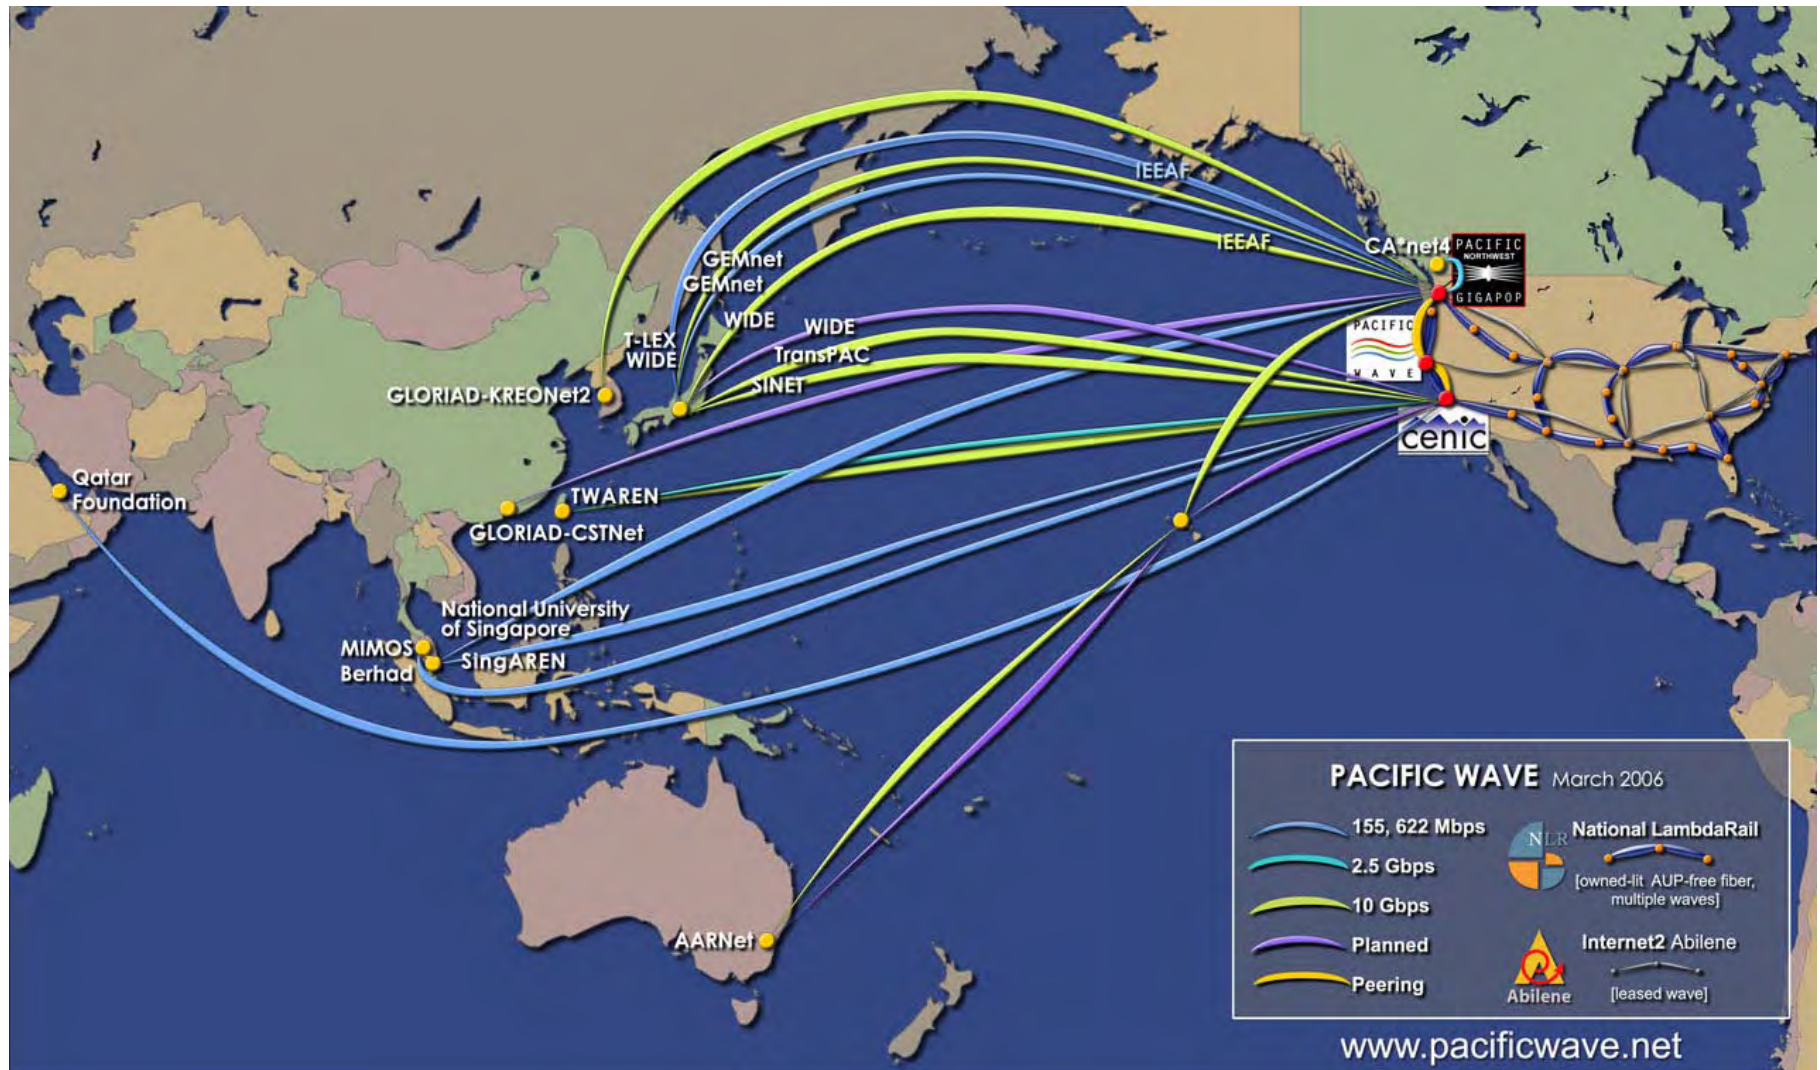 IEEAF
IEEAF
CA*net4
PACIFIC
NORTHWEST
GIGAPOP
GEMnet
GEMnet
WIDE
WIDE
T-LEX
WIDE
TransPAC
SINET
PACIFIC
WAVE
GLORIAD-KREONet2
cenic
Qatar
Foundation
TWAREN
GLORIAD-CSTNet
National University
of Singapore
MIMOS
Berhad
SingAREN
AARNet
PACIFIC WAVE March 2006
155, 622 Mbps
2.5 Gbps
10 Gbps
Planned
Peering
NLR
National LambdaRail
[owned-lit AUP-free fiber,
multiple waves]
Abilene
Internet2 Abilene
[leased wave]
www.pacificwave.net